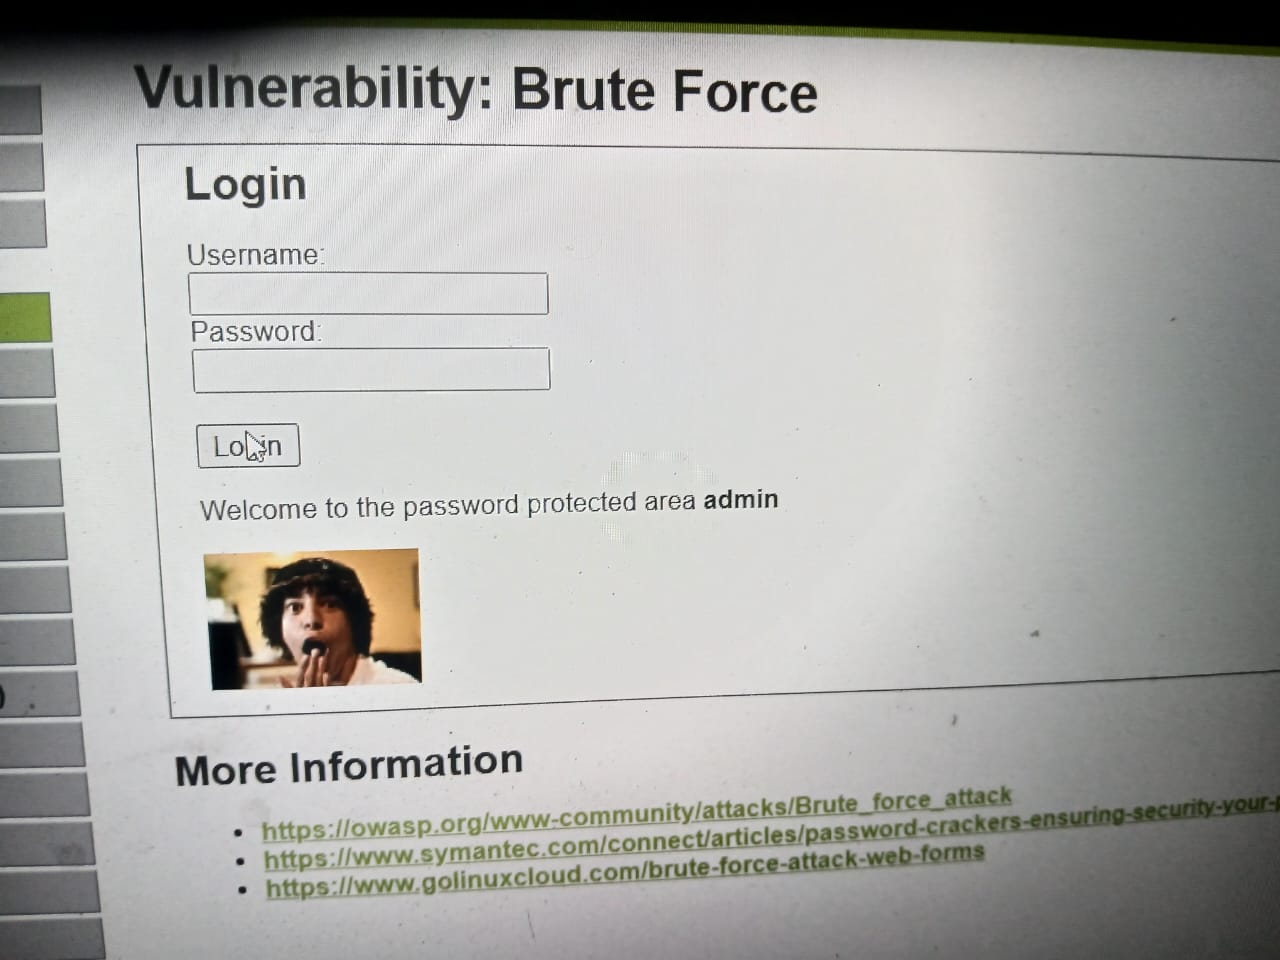 Vulnerability: Brute Force
Login
Username:
Password:
Login
Welcome to the password protected area admin
)
More Information
https://owasp.org/www-community/attacks/Brute_force_attack
https://www.symantec.com/connect/articles/password-crackers-ensuring-security-your-
https://www.golinuxcloud.com/brute-force-attack-web-forms